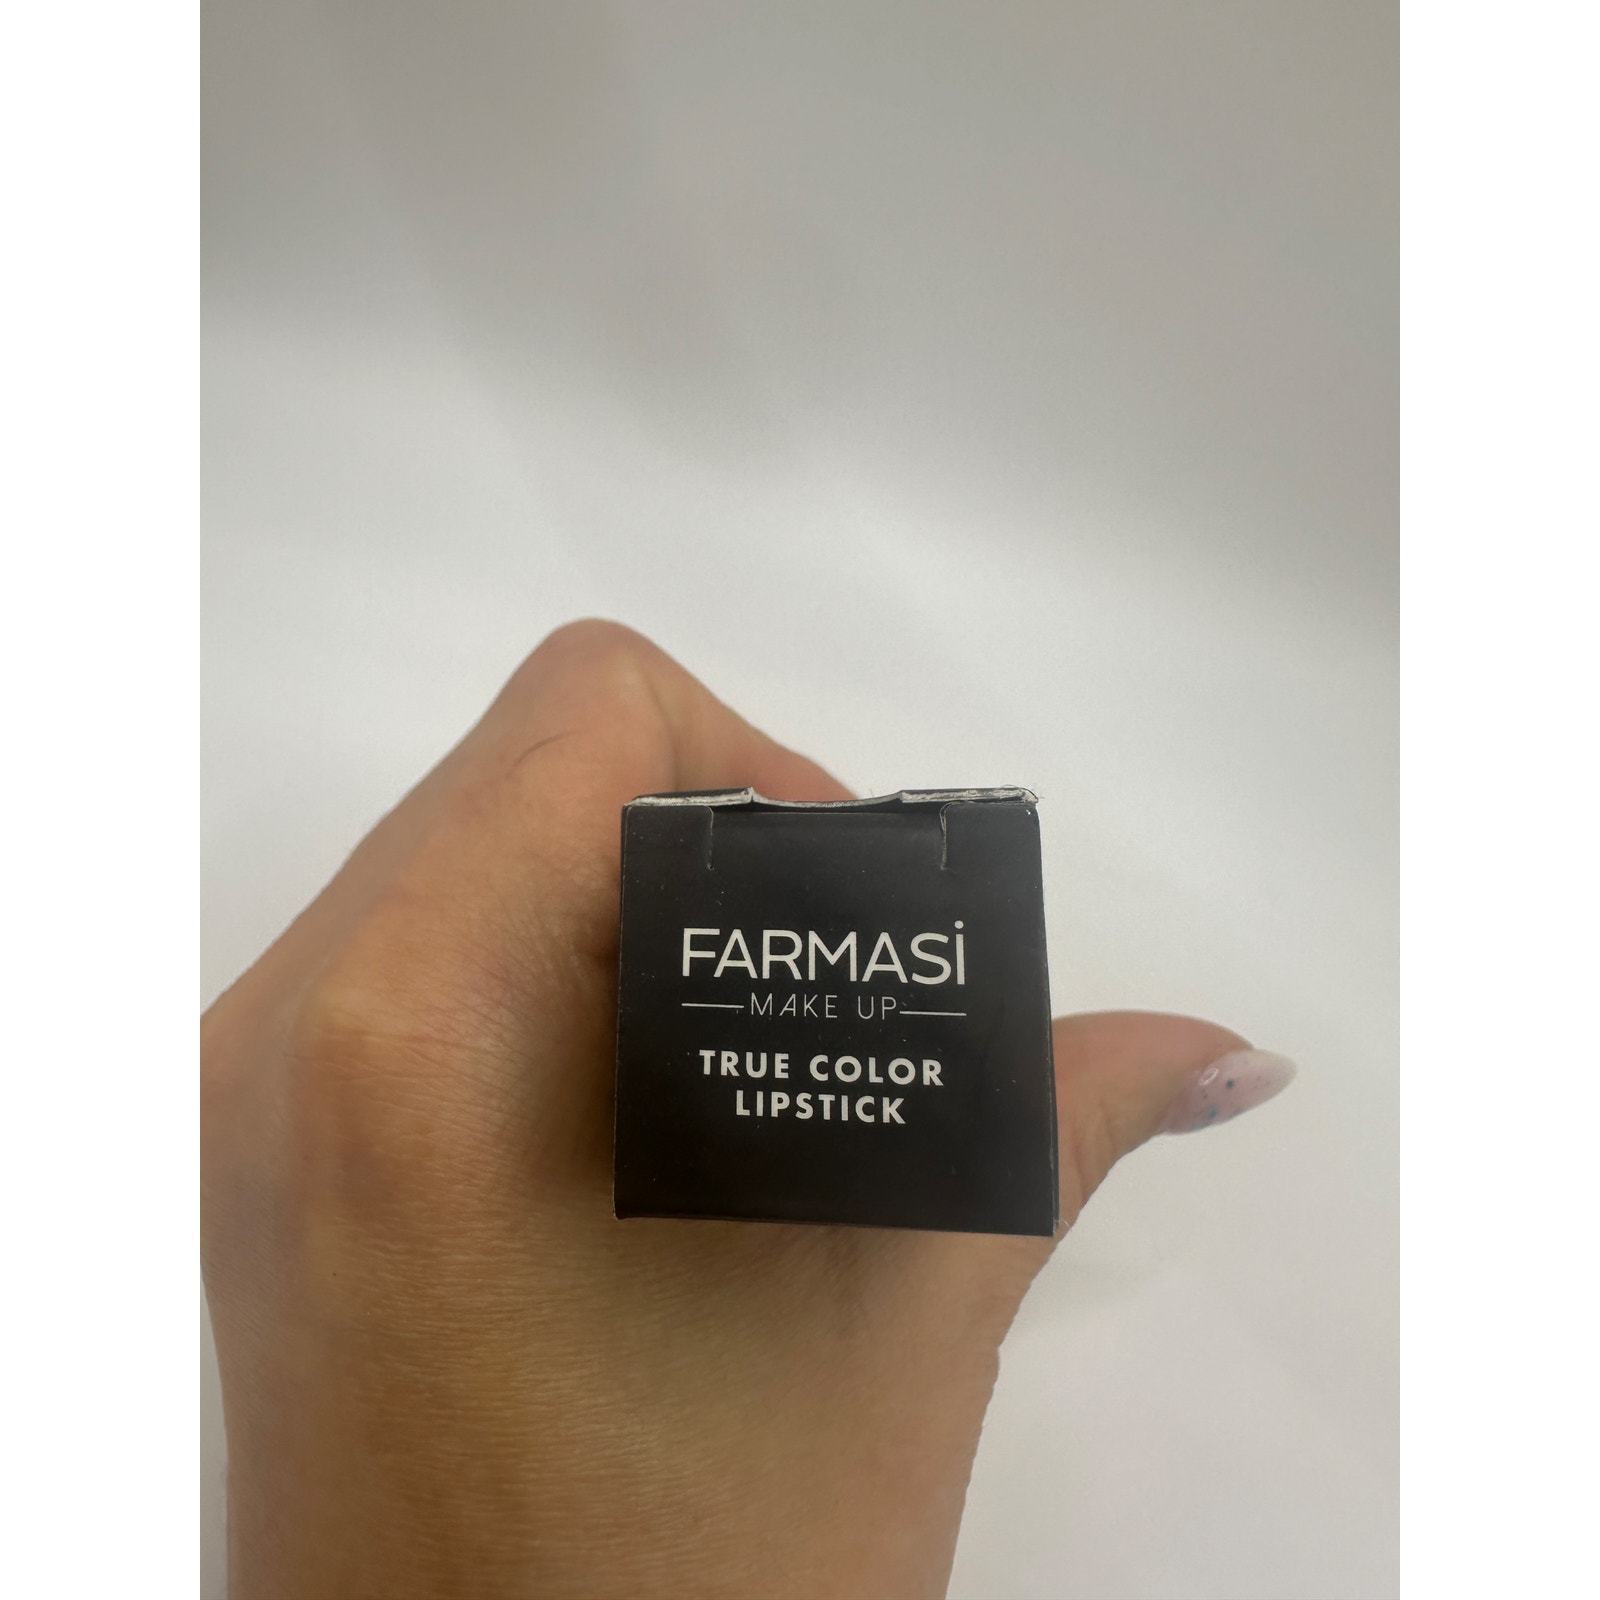 FARMASİ
MAKE UP
TRUE COLOR
LIPSTICK